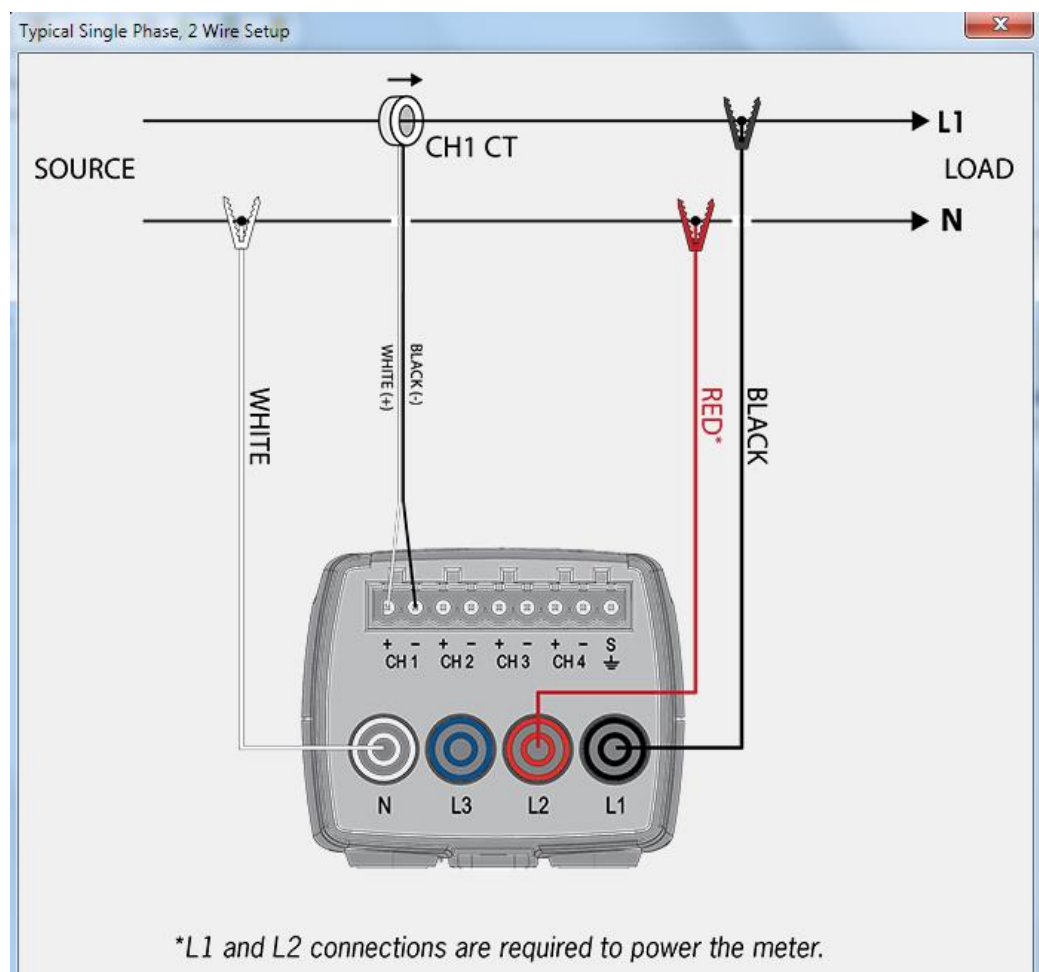 Typical Single Phase, 2 Wire Setup
x
L1
CH1 CT
SOURCE
LOAD
N
WHITE (+)
BLACK (-)
WHITE
RED*
BLACK
+ - + - + - + - S
CH 1 CH 2 CH 3 CH 4
N L3 L2 L1
*L1 and L2 connections are required to power the meter.